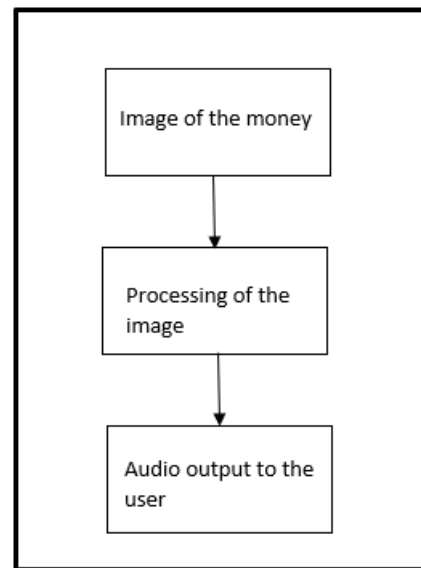 Image of the money
Processing of the
image
Audio output to the
user